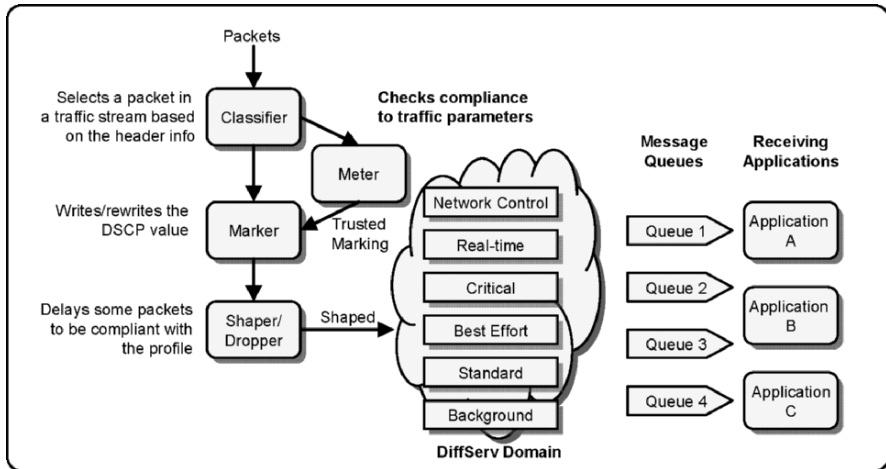 Packets
Selects a packet in
a traffic stream based
on the header info
Classifier
Checks compliance
to traffic parameters
Meter
Writes/rewrites the
DSCP value
Marker
Trusted
Marking
Delays some packets
to be compliant with
the profile
Shaper/
Dropper
Shaped
Network Control
Real-time
Critical
Best Effort
Standard
Background
DiffServ Domain
Message
Queues
Queue 1
Queue 2
Queue 3
Queue 4
Receiving
Applications
Application
A
Application
B
Application
C